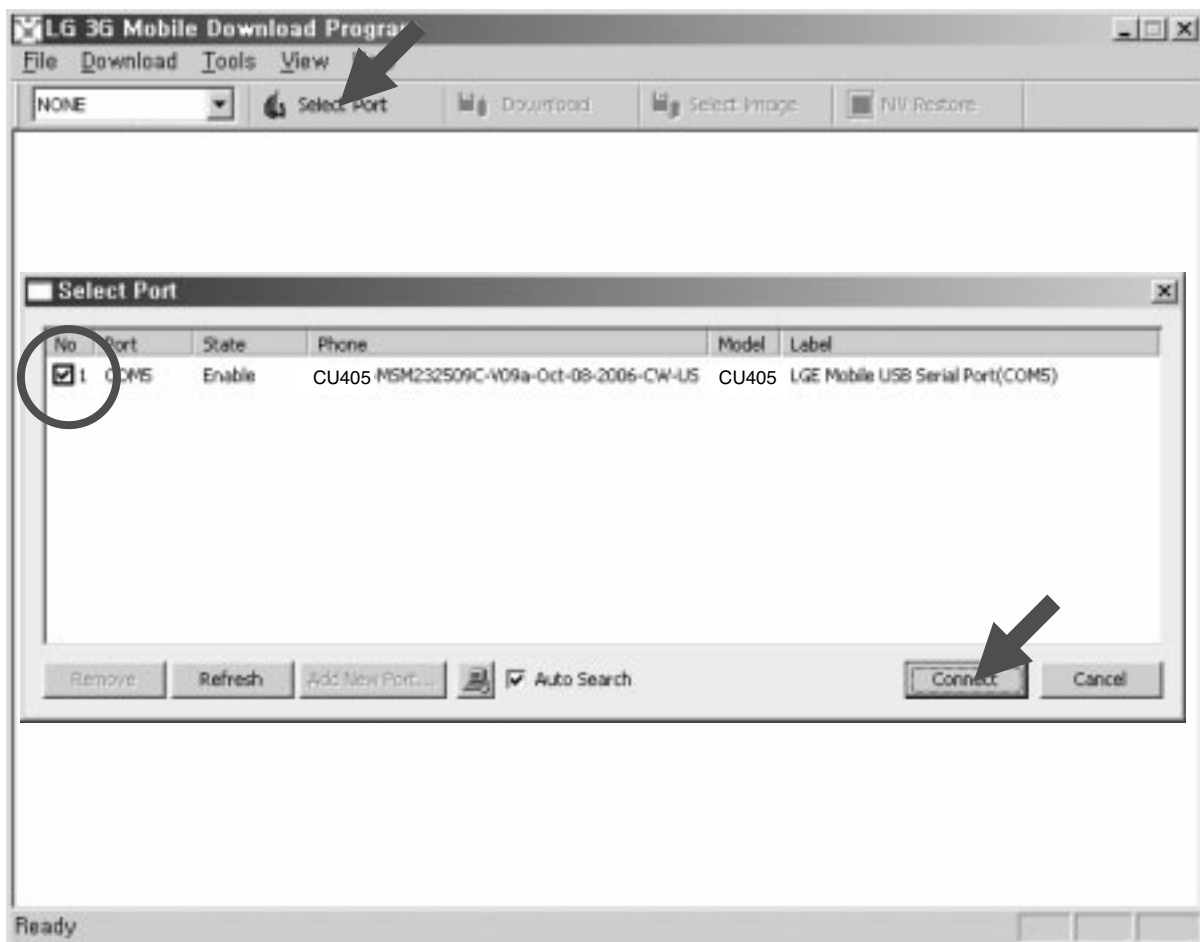 LG 3G Mobile Download Program
File Download Tools View
NONE Select Port Download Select Image NV Restore
Select Port
No Port State Phone Model Label
1 COM5 Enable CU405-MSM232509C-V09a-Oct-08-2006-CW-US CU405 LGE Mobile USB Serial Port(COM5)
Remove Refresh Add New Port... Auto Search Connect Cancel
Ready